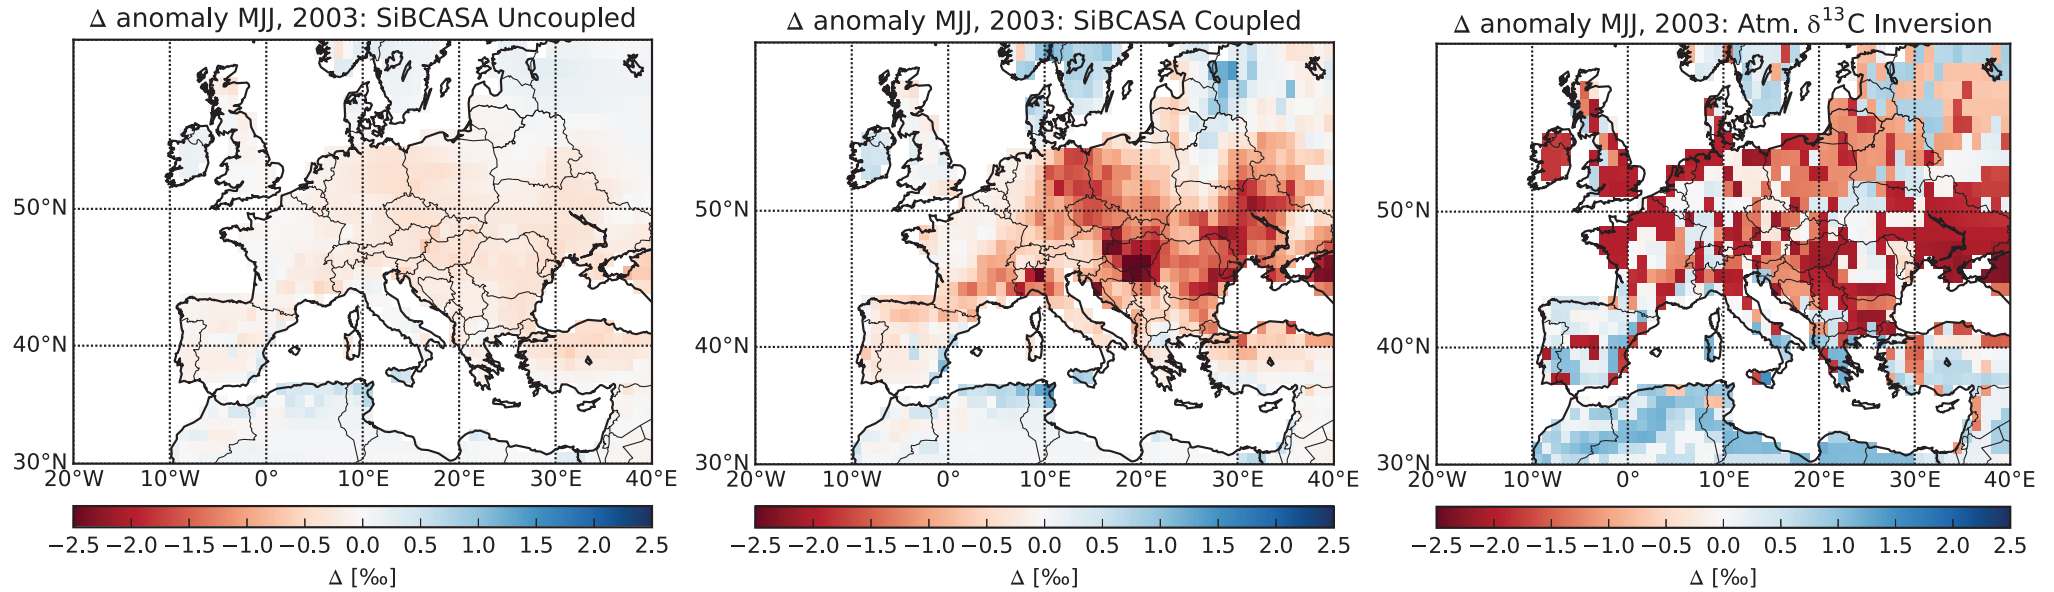 Δ anomaly MJJ, 2003: SiBCASA Uncoupled
50°N
40°N
30°N
20°W 10°W 0° 10°E 20°E 30°E 40°E
−2.5 −2.0 −1.5 −1.0 −0.5 0.0 0.5 1.0 1.5 2.0 2.5
Δ [‰]
Δ anomaly MJJ, 2003: SiBCASA Coupled
50°N
40°N
30°N
20°W 10°W 0° 10°E 20°E 30°E 40°E
−2.5 −2.0 −1.5 −1.0 −0.5 0.0 0.5 1.0 1.5 2.0 2.5
Δ [‰]
Δ anomaly MJJ, 2003: Atm. δ¹³C Inversion
50°N
40°N
30°N
20°W 10°W 0° 10°E 20°E 30°E 40°E
−2.5 −2.0 −1.5 −1.0 −0.5 0.0 0.5 1.0 1.5 2.0 2.5
Δ [‰]